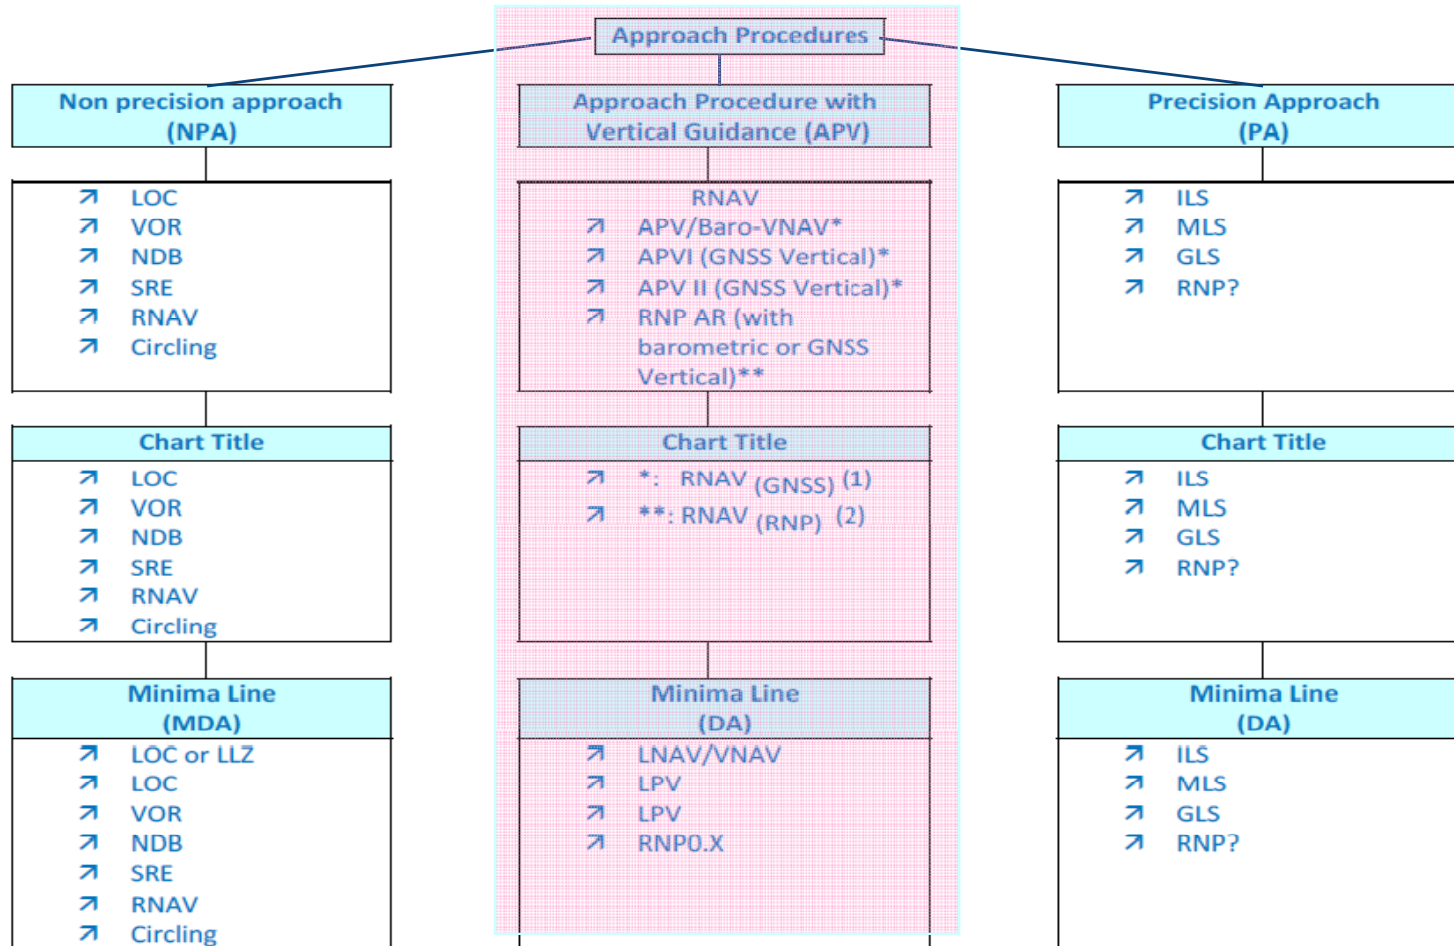 Approach Procedures
Non precision approach
(NPA)
LOC
VOR
NDB
SRE
RNAV
Circling
Chart Title
LOC
VOR
NDB
SRE
RNAV
Circling
Minima Line
(MDA)
LOC or LLZ
LOC
VOR
NDB
SRE
RNAV
Circling
Approach Procedure with
Vertical Guidance (APV)
RNAV
APV/Baro-VNAV*
APVI (GNSS Vertical)*
APV II (GNSS Vertical)*
RNP AR (with
barometric or GNSS
Vertical)**
Chart Title
*: RNAV (GNSS) (1)
**: RNAV (RNP) (2)
Minima Line
(DA)
LNAV/VNAV
LPV
LPV
RNP0.X
Precision Approach
(PA)
ILS
MLS
GLS
RNP?
Chart Title
ILS
MLS
GLS
RNP?
Minima Line
(DA)
ILS
MLS
GLS
RNP?